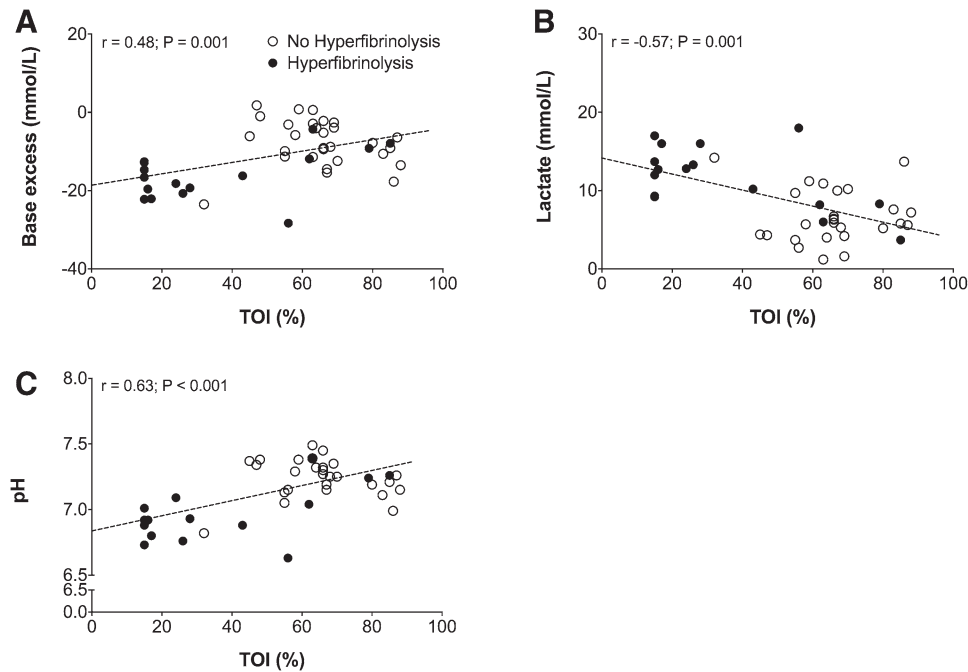 A
B
20
r = 0.48; P = 0.001
No Hyperfibrinolysis
Hyperfibrinolysis
0
-20
-40
Base excess (mmol/L)
0 20 40 60 80 100
TOI (%)
30
r = -0.57; P = 0.001
20
10
0
Lactate (mmol/L)
0 20 40 60 80 100
TOI (%)
C
8.0
r = 0.63; P < 0.001
7.5
7.0
6.5
6.5
0.0
pH
0 20 40 60 80 100
TOI (%)